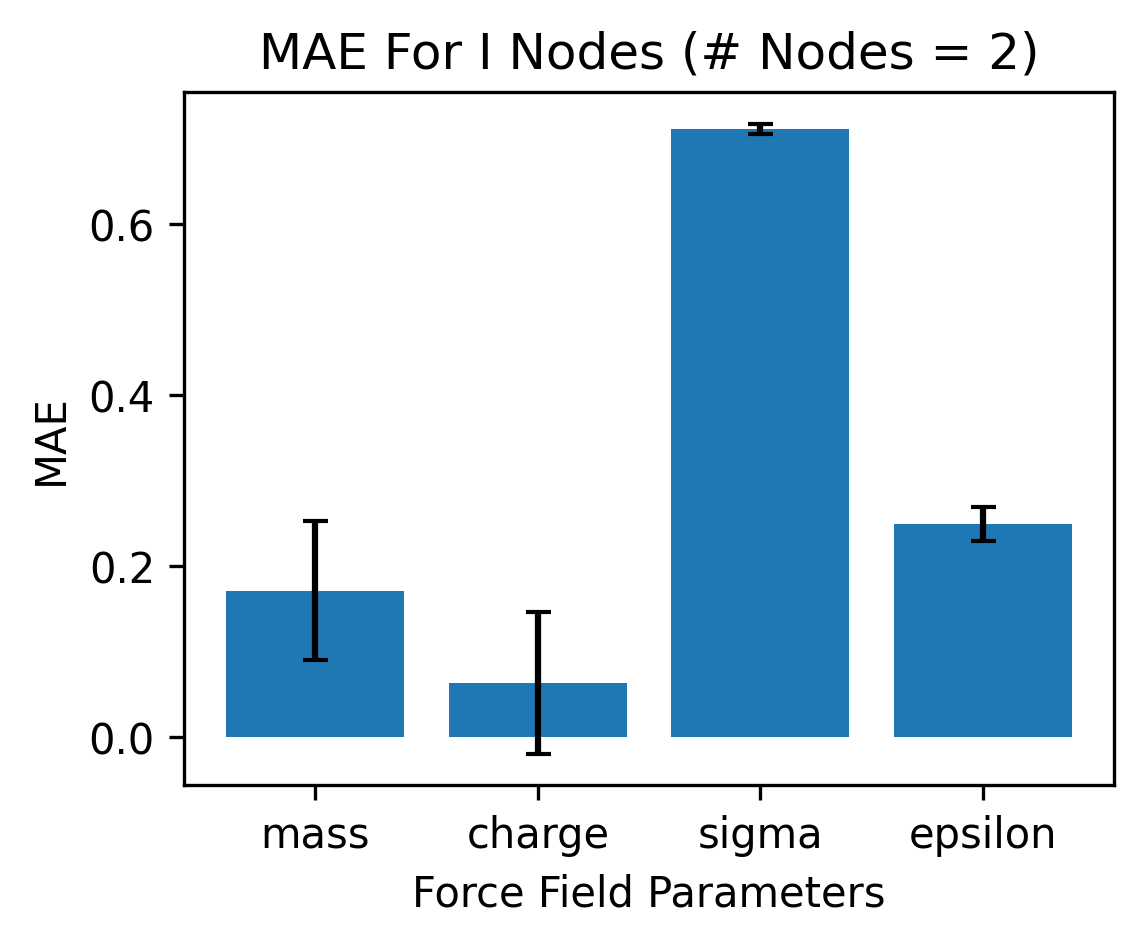 MAE For I Nodes (# Nodes = 2)
MAE
0.6
0.4
0.2
0.0
mass charge sigma epsilon
Force Field Parameters